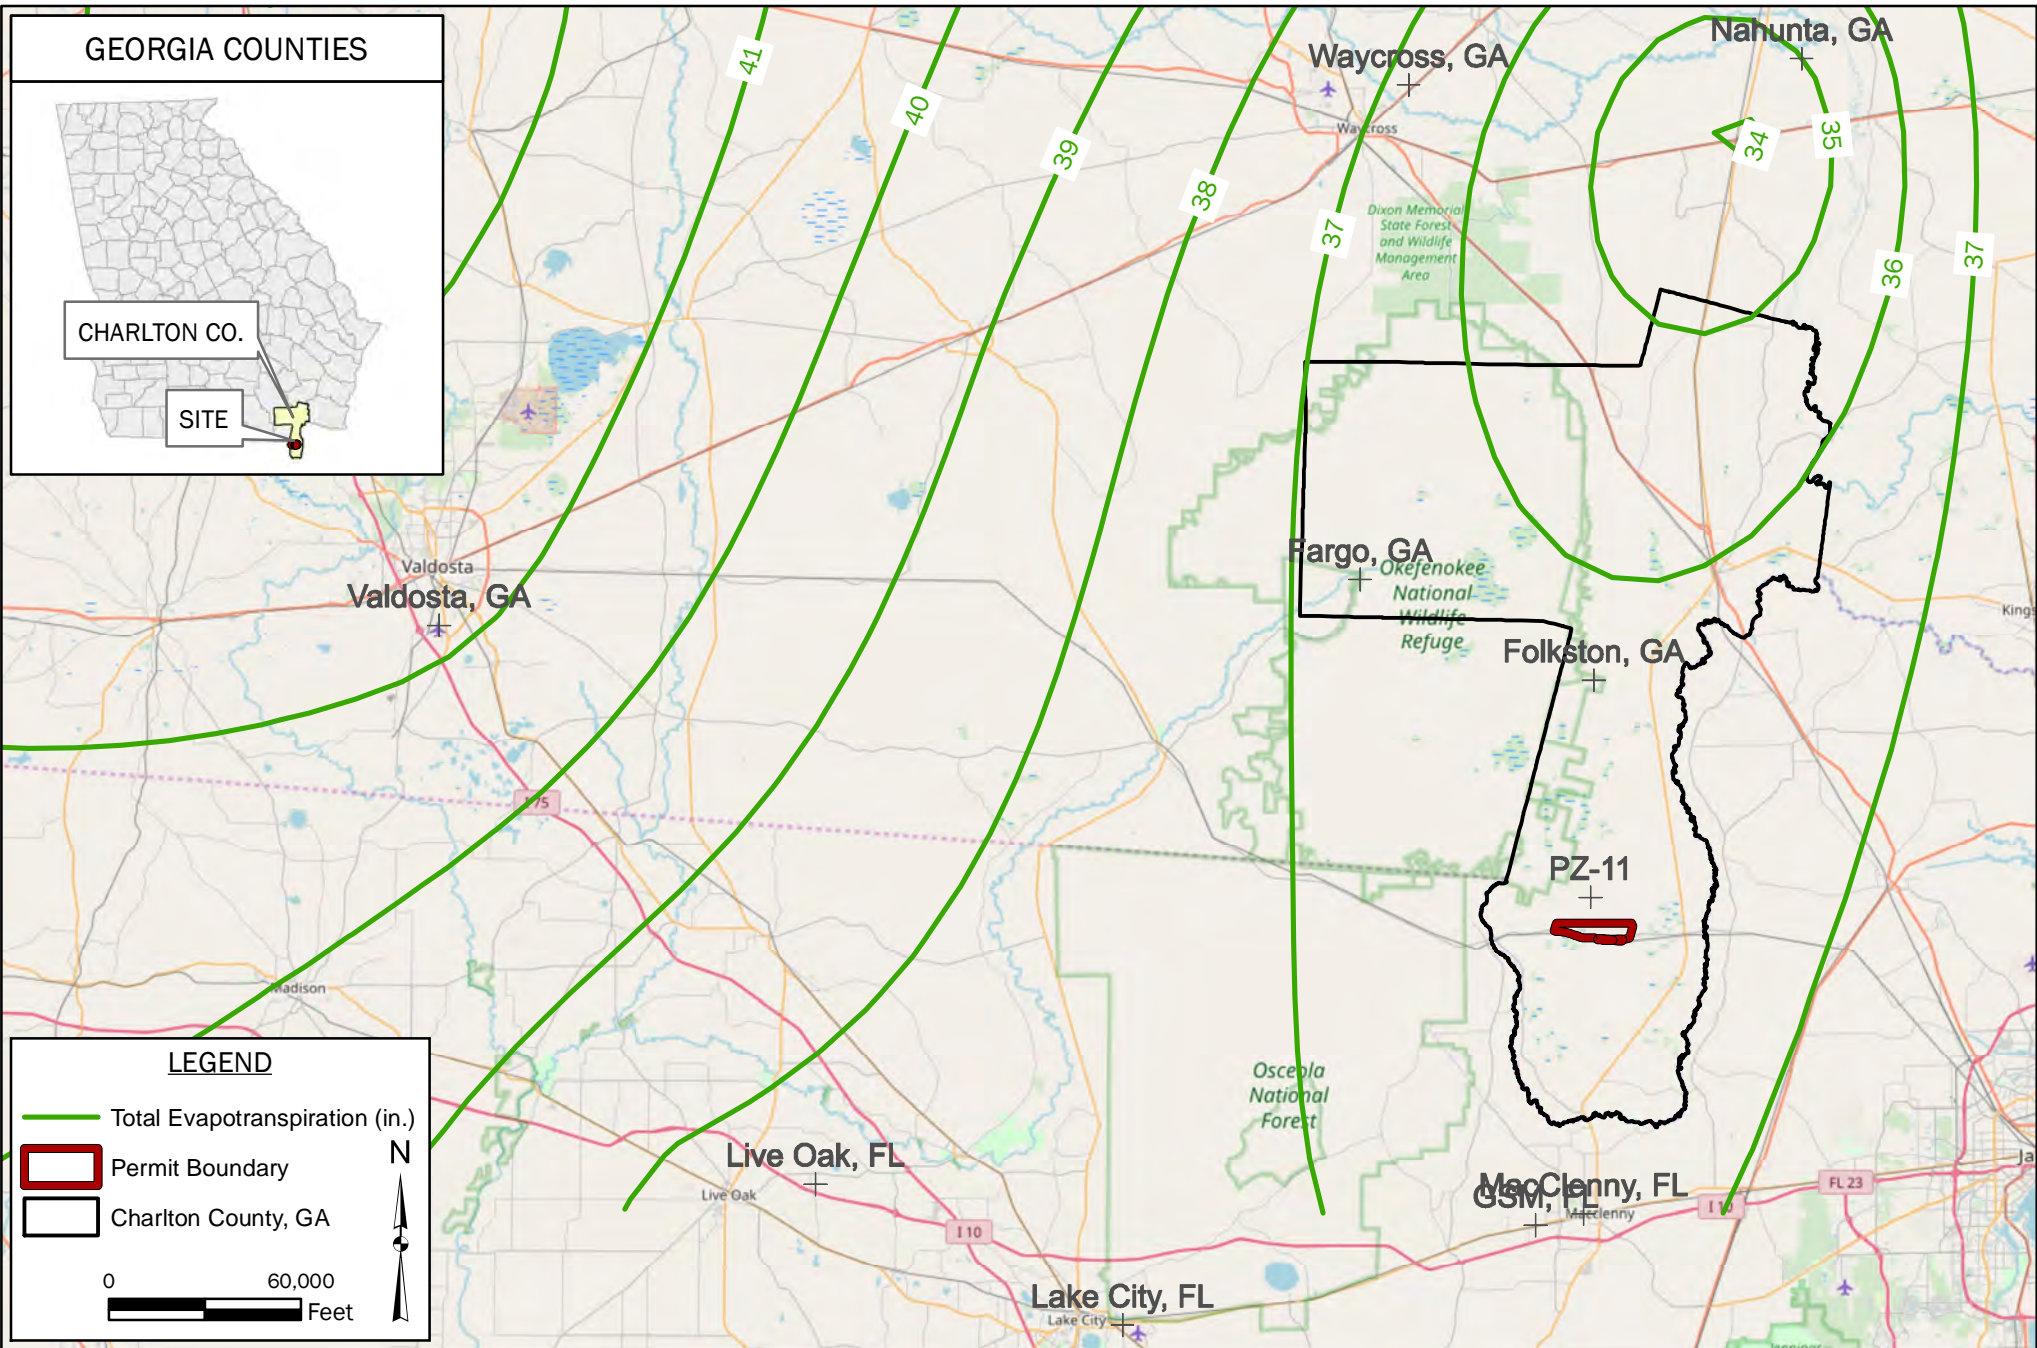 GEORGIA COUNTIES
CHARLTON CO.
SITE
41
40
39
38
37
36
37
35
34
Waycross, GA
Waycross
Nahunta, GA
Dixon Memorial
State Forest
and Wildlife
Management
Area
Valdosta
Valdosta, GA
Fargo, GA
Okefenokee
National
Wildlife
Refuge
Folkston, GA
Kings
PZ-11
I 75
Madison
Osceola
National
Forest
Live Oak, FL
Live Oak
I 10
MacClenny, FL
GSM, FL
Macclenny
I 10
FL 23
Ja
Lake City, FL
Lake City
Jennings
LEGEND
Total Evapotranspiration (in.)
Permit Boundary
Charlton County, GA
N
0 60,000
Feet